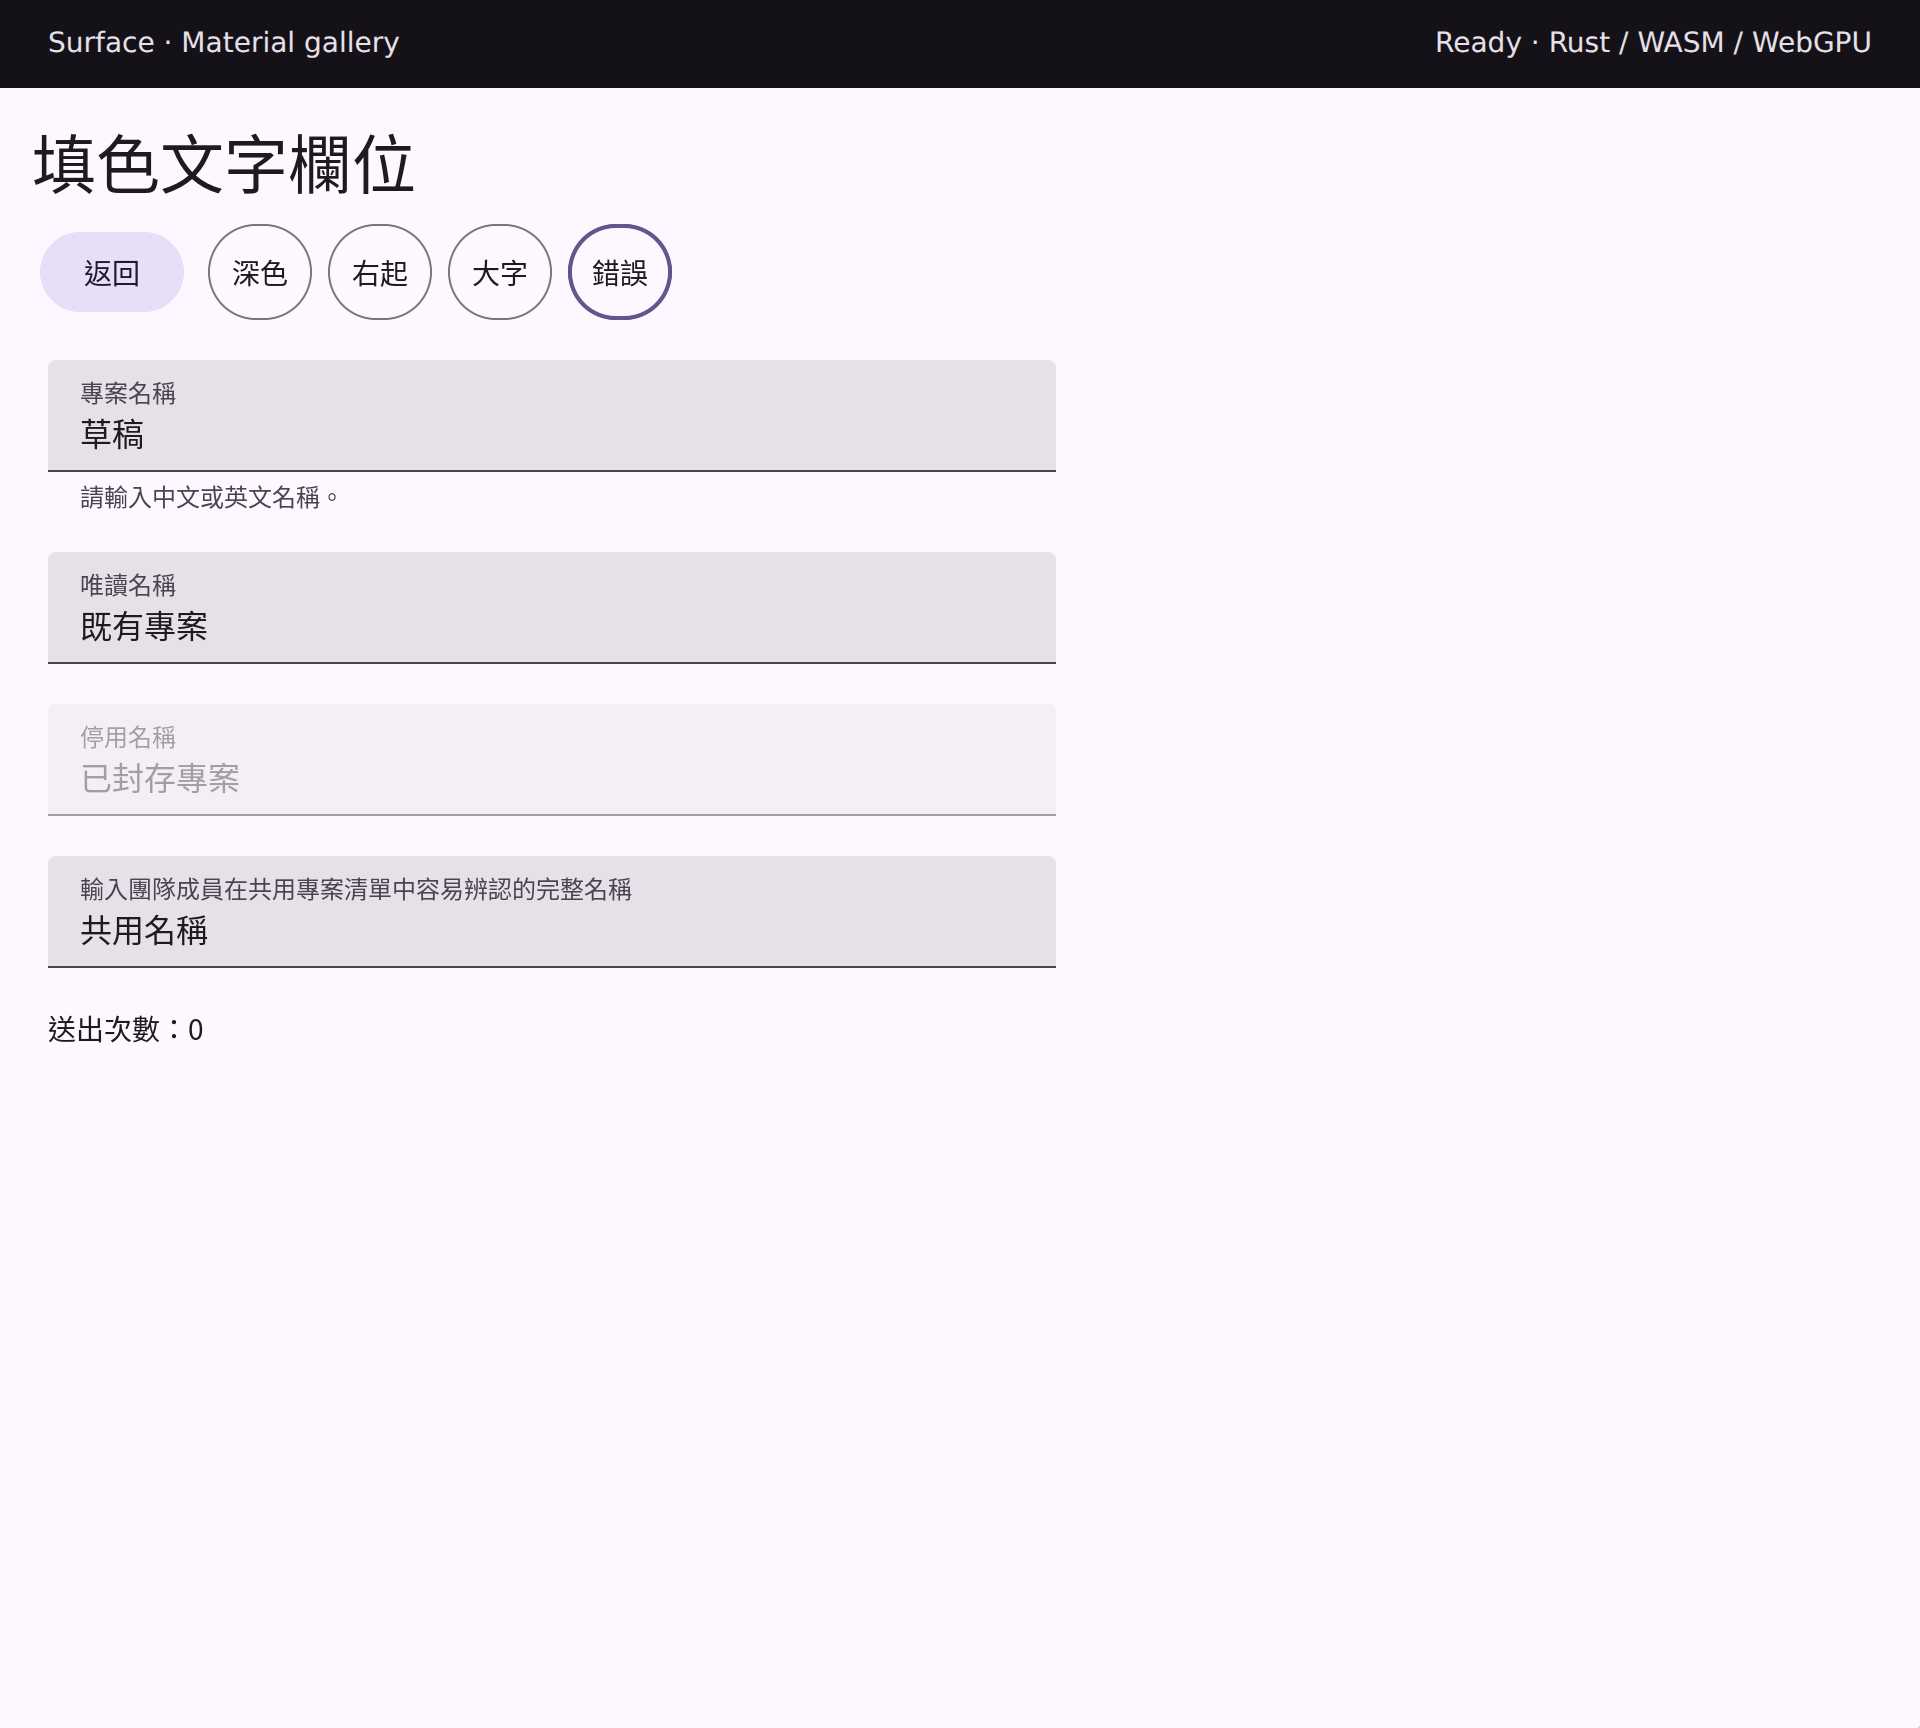 Surface · Material gallery
Ready · Rust / WASM / WebGPU
填色文字欄位
返回
深色
右起
大字
錯誤
專案名稱
草稿
請輸入中文或英文名稱。
唯讀名稱
既有專案
停用名稱
已封存專案
輸入團隊成員在共用專案清單中容易辨認的完整名稱
共用名稱
送出次數：0